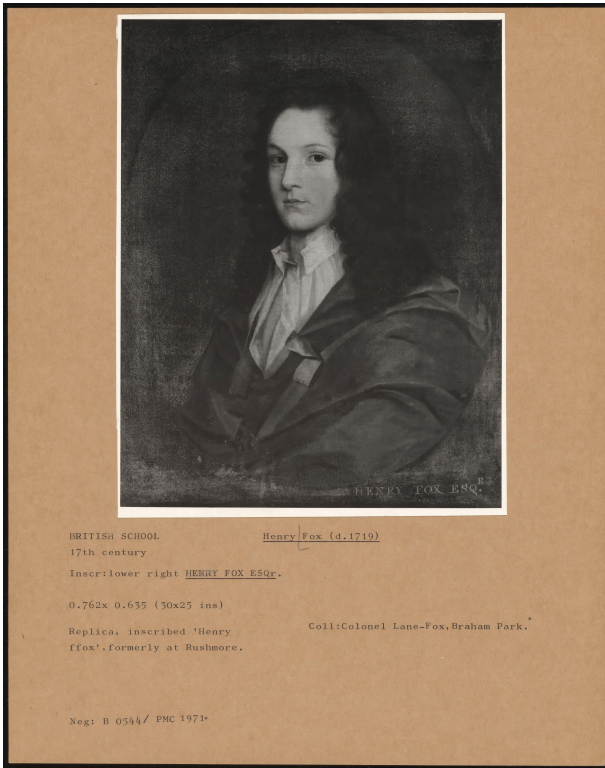 HENRY FOX ESQ.R
BRITISH SCHOOL
Henry Fox (d.1719)
17th century
Inscr:lower right HENRY FOX ESQr.
0.762x 0.635 (30x25 ins)
Replica, inscribed 'Henry
ffox'.formerly at Rushmore.
Coll:Colonel Lane-Fox,Braham Park.
Neg: B 0544/ PMC 1971.